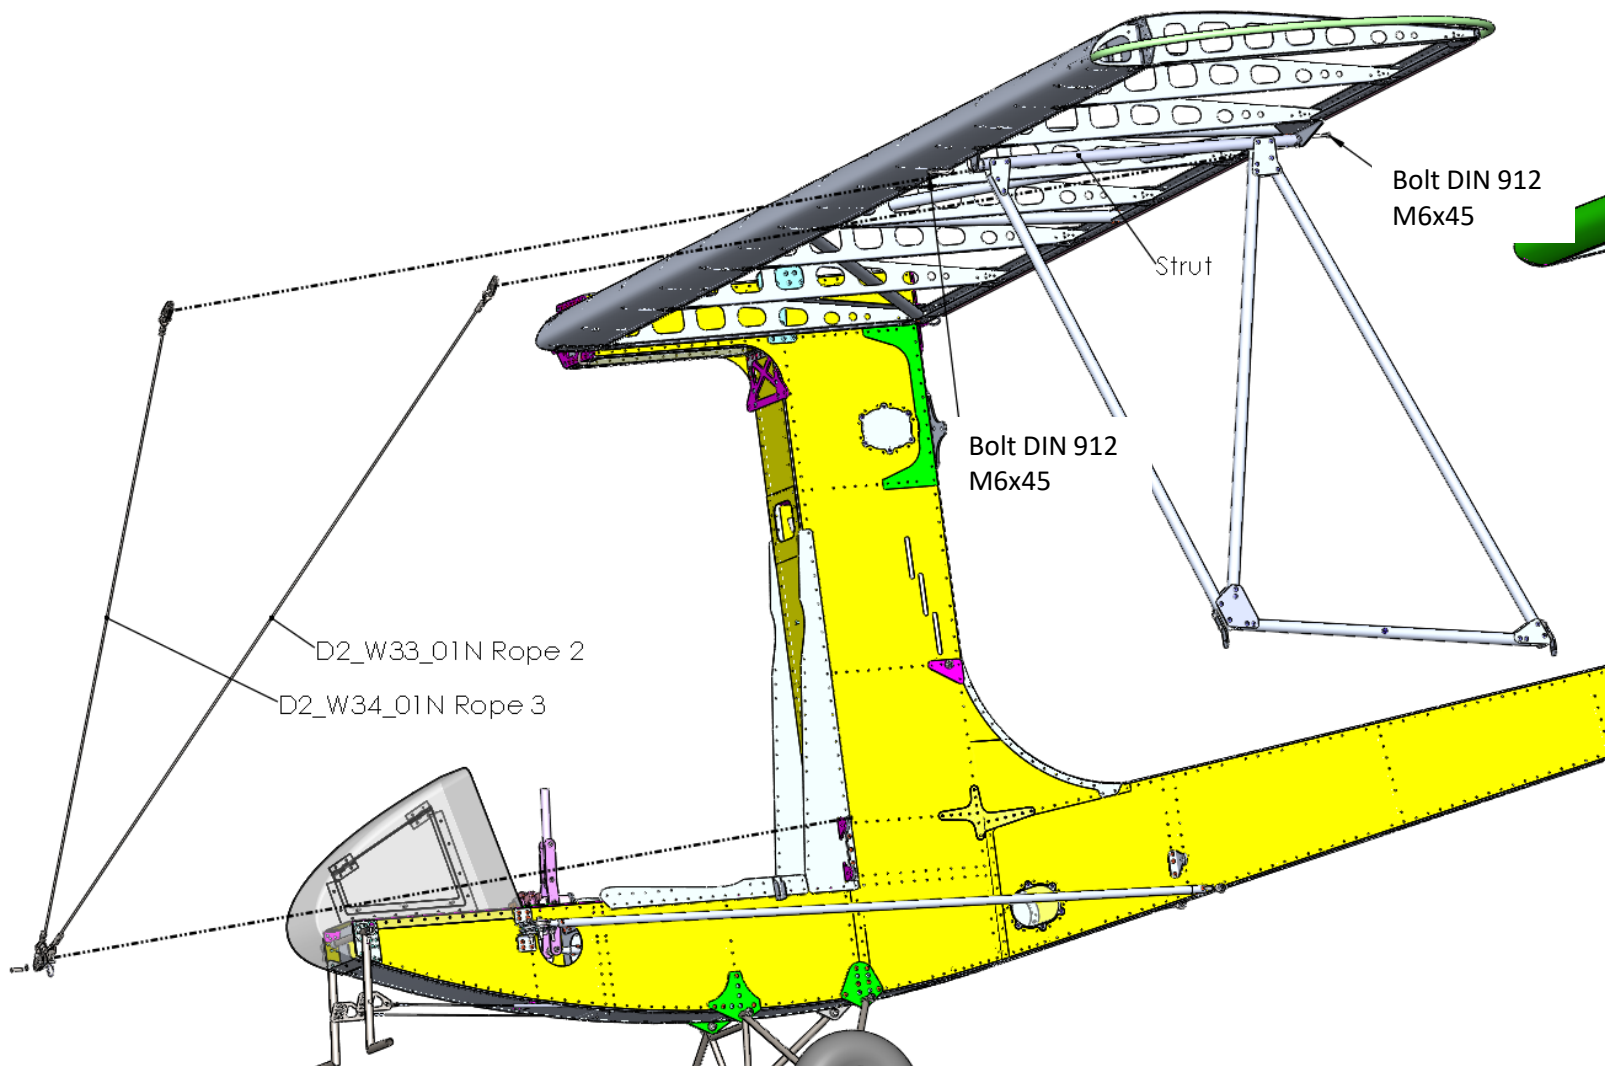 Bolt DIN 912
M6x45
Strut
Bolt DIN 912
M6x45
D2_W33_01N Rope 2
D2_W34_01N Rope 3